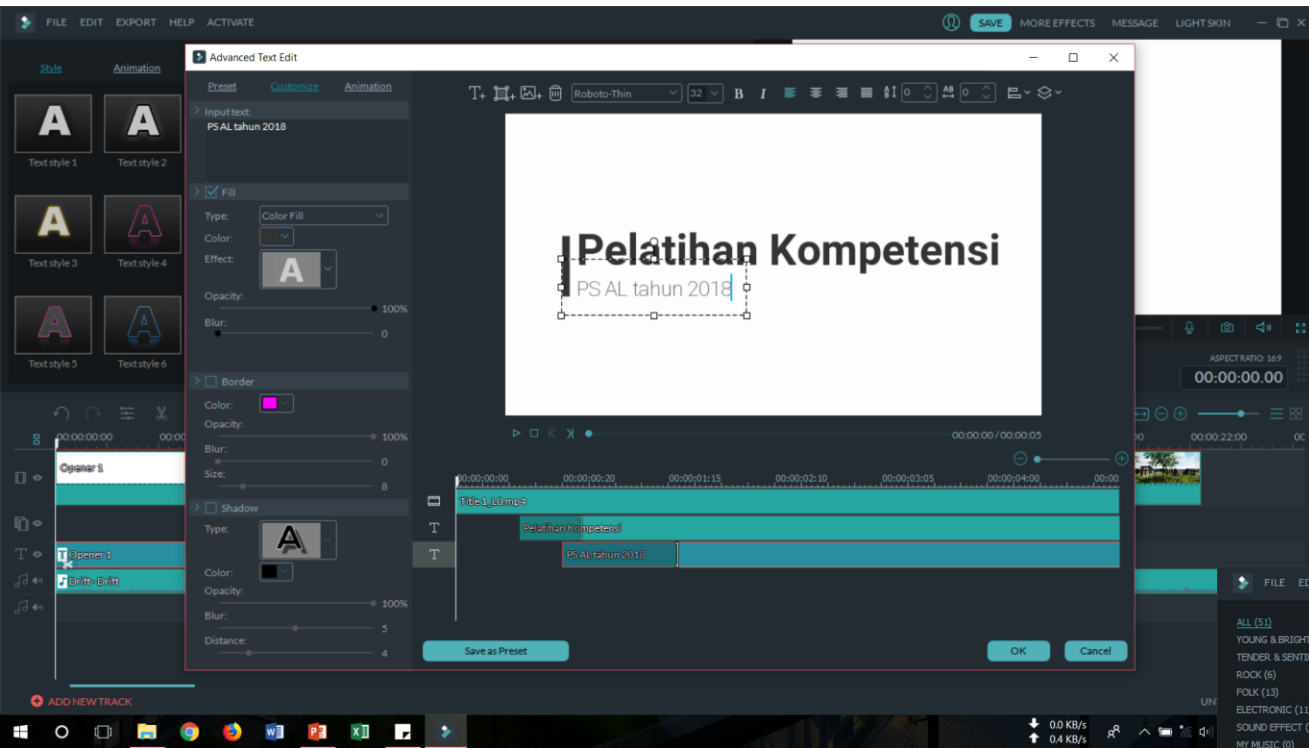 FILE EDIT EXPORT HELP ACTIVATE
SAVE MORE EFFECTS MESSAGE LIGHT SKIN
Style Animation
Text style 1 Text style 2
Text style 3 Text style 4
Text style 5 Text style 6
Advanced Text Edit
Preset Customize Animation
Input text:
PS AL tahun 2018
Fill
Type: Color Fill
Color:
Effect:
Opacity:
100%
Blur:
0
Border
Color:
Opacity:
100%
Blur:
0
Size:
8
Shadow
Type:
Color:
Opacity:
100%
Blur:
5
Distance:
4
Roboto-Thin 32 B I 0 0
Pelatihan Kompetensi
PS AL tahun 2018
00:00:00 / 00:00:05
00:00:00:00 00:00:00:20 00:00:01:15 00:00:02:10 00:00:03:05 00:00:04:00 00:00
Title 1_LO.mp4
Pelatihan Kompetensi
PS AL tahun 2018
Save as Preset OK Cancel
ASPECT RATIO: 16:9
00:00:00.00
00:00:00:00 00:00
00:00:22:00
Opener 1
Opener 1
Drift- Drift
ADD NEW TRACK
FILE
ALL (51)
YOUNG & BRIGHT
ROCK (6)
FOLK (13)
ELECTRONIC (11
SOUND EFFECT (
MY MUSIC (0)
0.0 KB/s
0.4 KB/s